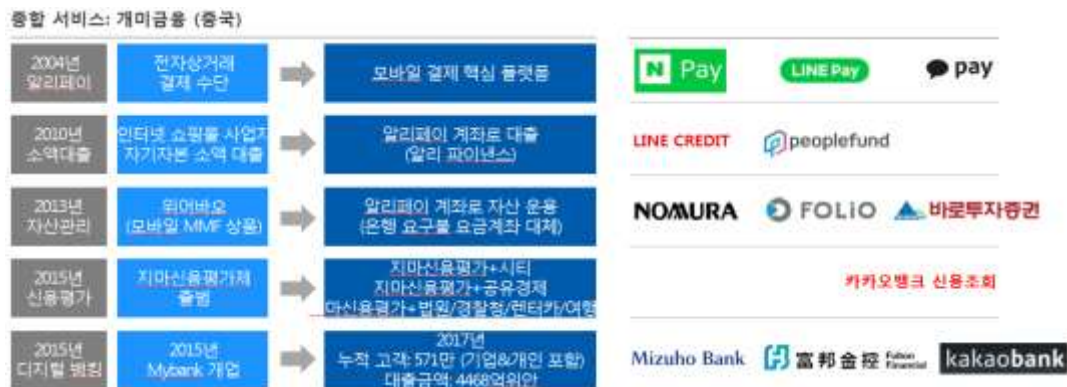 종합 서비스: 개미금융 (중국)
2004년
알리페이
전자상거래
결제 수단
모바일 결제 핵심 플랫폼
N Pay
LINE Pay
pay
2010년
소액대출
인터넷 쇼핑몰 사업자
자기자본 소액 대출
알리페이 계좌로 대출
(알리 파이낸스)
LINE CREDIT
peoplefund
2013년
자산관리
위어바오
(모바일 MMF 상품)
알리페이 계좌로 자산 운용
(은행 요구불 요금계좌 대체)
NOMURA
FOLIO
바로투자증권
2015년
신용평가
지마신용평가제
출범
지마신용평가+시티
지마신용평가+공유경제
마신용평가+법원/경찰청/렌터카/여행
카카오뱅크 신용조회
2015년
디지털 뱅킹
2015년
Mybank 개업
2017년
누적 고객: 571만 (기업&개인 포함)
대출금액: 4468억위안
Mizuho Bank
富邦金控 Fubon Financial
kakaobank